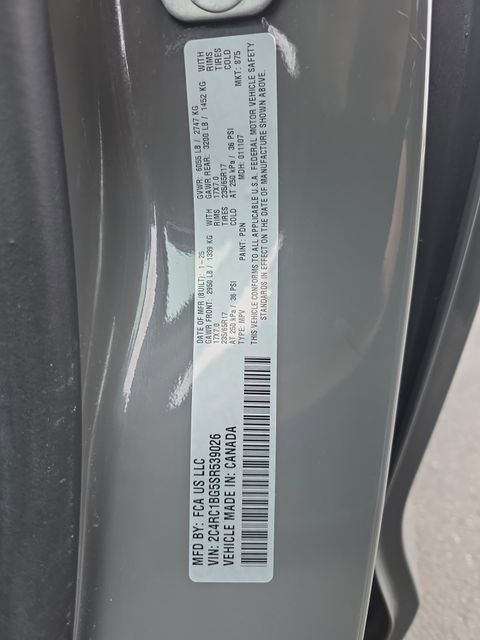 MFD BY: FCA US LLC
VIN: 2C4RC1BG5SR539026
VEHICLE MADE IN: CANADA
DATE OF MFR (BUILT): 1-25 GVWR: 6055 LB / 2747 KG
GAWR FRONT: 2950 LB / 1339 KG WITH GAWR REAR: 3200 LB / 1452 KG WITH
17X7.0 RIMS 17X7.0 RIMS
235/65R17 TIRES 235/65R17 TIRES
AT 250 kPa / 36 PSI COLD AT 250 kPa / 36 PSI COLD
TYPE: MPV PAINT: PDN MDH: 011107 MKT: 875
THIS VEHICLE CONFORMS TO ALL APPLICABLE U.S.A. FEDERAL MOTOR VEHICLE SAFETY
STANDARDS IN EFFECT ON THE DATE OF MANUFACTURE SHOWN ABOVE.